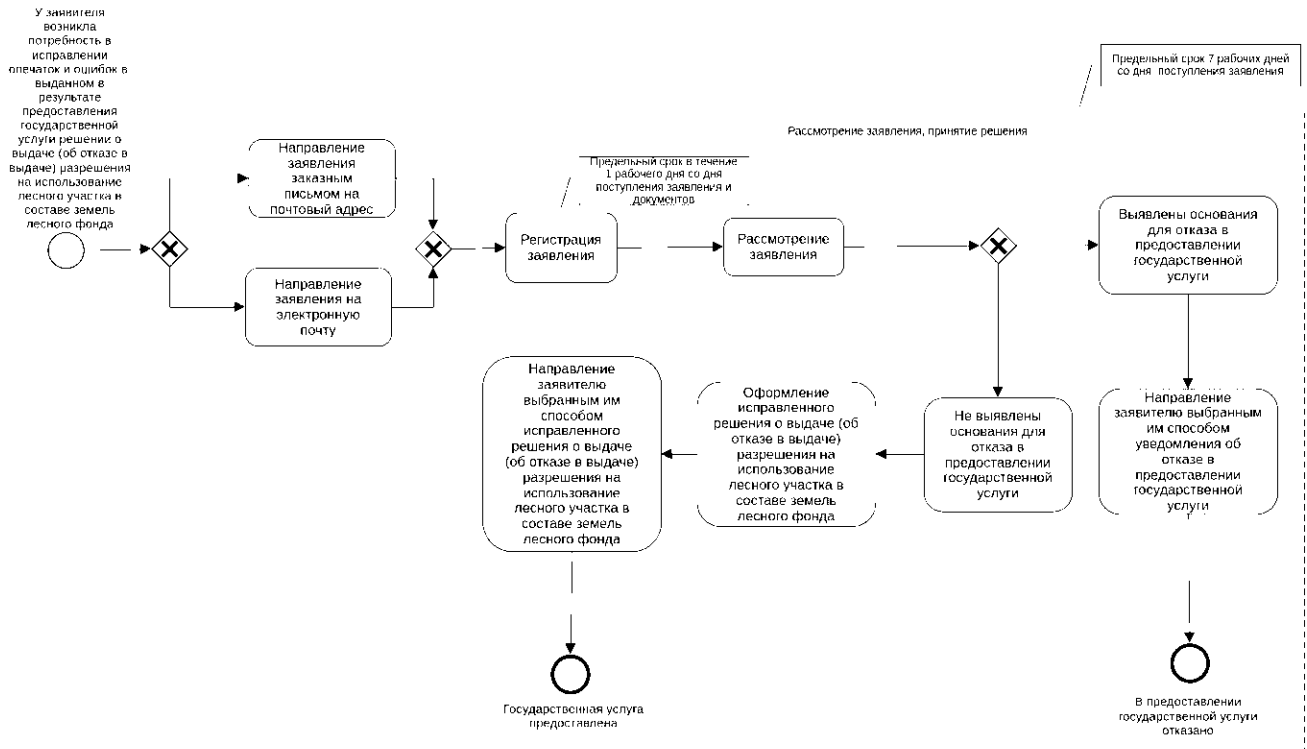 У заявителя
возникла
потребность в
исправлении
опечаток и ошибок в
выданном в
результате
предоставления
государственной
услуги решении о
выдаче (об отказе в
выдаче) разрешения
на использование
лесного участка в
составе земель
лесного фонда
Направление
заявления
заказным
письмом на
почтовый адрес
Направление
заявления на
электронную
почту
Предельный срок в течение
1 рабочего дня со дня
поступления заявления и
документов
Регистрация
заявления
Рассмотрение
заявления
Рассмотрение заявления, принятие решения
Предельный срок 7 рабочих дней
со дня поступления заявления
Выявлены основания
для отказа в
предоставлении
государственной
услуги
Направление
заявителю
выбранным им
способом
исправленного
решения о выдаче
(об отказе в выдаче)
разрешения на
использование
лесного участка в
составе земель
лесного фонда
Оформление
исправленного
решения о выдаче (об
отказе в выдаче)
разрешения на
использование
лесного участка в
составе земель
лесного фонда
Не выявлены
основания для
отказа в
предоставлении
государственной
услуги
Направление
заявителю выбранным
им способом
уведомления об
отказе в
предоставлении
государственной
услуги
Государственная услуга
предоставлена
В предоставлении
государственной услуги
отказано